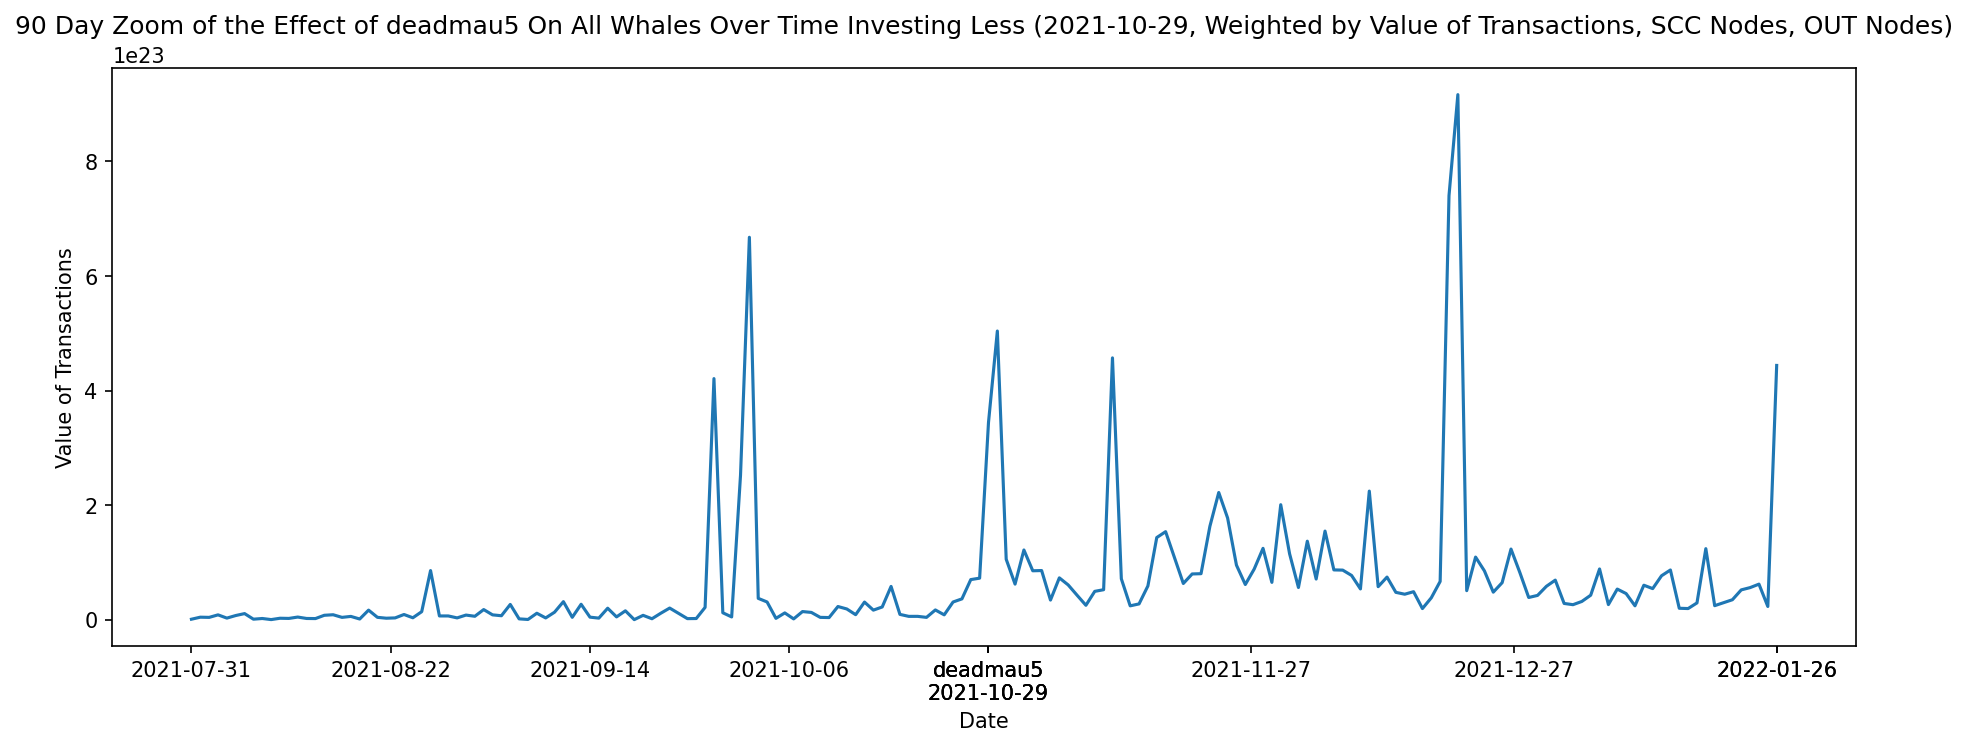 90 Day Zoom of the Effect of deadmau5 On All Whales Over Time Investing Less (2021-10-29, Weighted by Value of Transactions, SCC Nodes, OUT Nodes)
1e23
8
6
4
2
0
Value of Transactions
2021-07-31
2021-08-22
2021-09-14
2021-10-06
deadmau5
2021-10-29
2021-11-27
2021-12-27
2022-01-26
Date